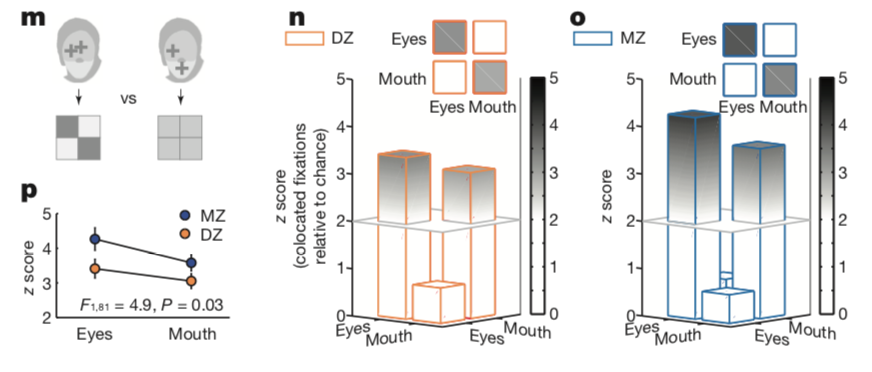 m
vs
n
DZ
Eyes
Mouth
Eyes Mouth
z score
(colocated fixations
relative to chance)
5
4
3
2
1
0
5
4
3
2
1
0
Eyes
Mouth
Eyes
Mouth
o
MZ
Eyes
Mouth
Eyes Mouth
z score
5
4
3
2
1
0
5
4
3
2
1
0
Eyes
Mouth
Eyes
Mouth
p
z score
5
4
3
2
MZ
DZ
F1,81 = 4.9, P = 0.03
Eyes
Mouth